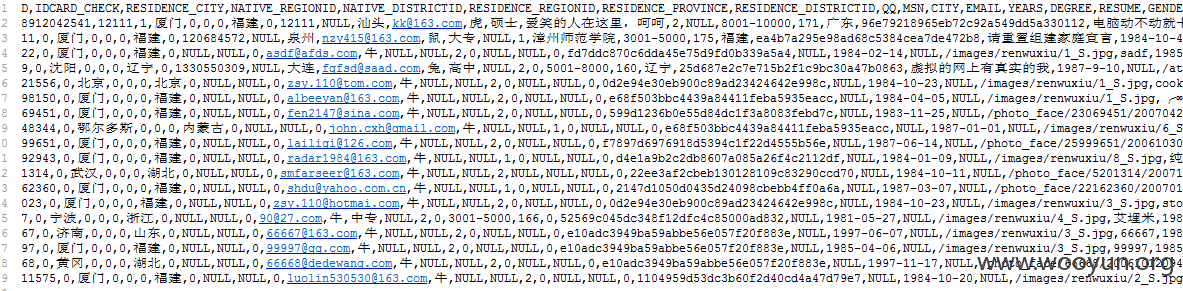 D,IDCARD_CHECK,RESIDENCE_CITY,NATIVE_REGIONID,NATIVE_DISTRICTID,RESIDENCE_REGIONID,RESIDENCE_PROVINCE,RESIDENCE_DISTRICTID,QQ,MSN,CITY,EMAIL,YEARS,DEGREE,RESUME,GENDE
8912042541,12111,1,厦门,0,0,0,福建,0,12111,NULL,汕头,kk@163.com,虎,硕士,爱笑的人在这里，呵呵,2,NULL,8001-10000,171,广东,96e79218965eb72c92a549dd5a330112,电脑动不动就十
11,0,厦门,0,0,0,福建,0,120684572,NULL,泉州,nzy415@163.com,鼠,大专,NULL,1,漳州师范学院,3001-5000,175,福建,ea4b7a295e98ad68c5384cea7de472b8,请重置组建家庭宣言,1984-10-4
22,0,厦门,0,0,0,福建,0,NULL,NULL,0,asdf@afds.com,牛,NULL,NULL,2,0,NULL,NULL,0,fd7ddc870c6dda45e75d9fd0b339a5a4,NULL,1984-02-14,NULL,/images/renwuxiu/1_S.jpg,sadf,1985
9,0,沈阳,0,0,0,辽宁,0,1330550309,NULL,大连,fgfsd@saad.com,兔,高中,NULL,2,0,5001-8000,160,辽宁,25d687e2c7e715b2f1c9bc30a47b0863,虚拟的网上有真实的我,1987-9-10,NULL,/at
21556,0,北京,0,0,0,北京,0,NULL,NULL,0,zsy.110@tom.com,牛,NULL,NULL,2,0,NULL,NULL,0,0d2e94e30eb900c89ad23424642e998c,NULL,1984-10-23,NULL,/images/renwuxiu/1_S.jpg,cook
98150,0,厦门,0,0,0,福建,0,NULL,NULL,0,albeeyan@163.com,牛,NULL,NULL,2,0,NULL,NULL,0,e68f503bbc4439a84411feba5935eacc,NULL,1984-04-05,NULL,/images/renwuxiu/1_S.jpg,
69451,0,厦门,0,0,0,福建,0,NULL,NULL,0,fen2147@sina.com,牛,NULL,NULL,2,0,NULL,NULL,0,599d1236b0e55d84dc1f3a8083febd7c,NULL,1983-11-25,NULL,/photo_face/23069451/2007042
48344,0,鄂尔多斯,0,0,0,内蒙古,0,NULL,NULL,0,john.cxh@gmail.com,牛,NULL,NULL,1,0,NULL,NULL,0,e68f503bbc4439a84411feba5935eacc,NULL,1987-01-01,NULL,/images/renwuxiu/6_S
99651,0,厦门,0,0,0,福建,0,NULL,NULL,0,lailiqi@126.com,牛,NULL,NULL,2,0,NULL,NULL,0,f7897d6976918d5394c1f22d4555b56e,NULL,1987-06-14,NULL,/photo_face/25999651/20061030
92943,0,厦门,0,0,0,福建,0,NULL,NULL,0,radar1984@163.com,牛,NULL,NULL,1,0,NULL,NULL,0,d4e1a9b2c2db8607a085a26f4c2112df,NULL,1984-01-09,NULL,/images/renwuxiu/8_S.jpg,纯
1314,0,武汉,0,0,0,湖北,0,NULL,NULL,0,smfarseer@163.com,牛,NULL,NULL,2,0,NULL,NULL,0,22ee3af2cbeb130128109c83290ccd70,NULL,1984-10-11,NULL,/photo_face/5201314/20071
62360,0,厦门,0,0,0,福建,0,NULL,NULL,0,shdu@yahoo.com.cn,牛,NULL,NULL,1,0,NULL,NULL,0,2147d1050d0435d24098cbebb4ff0a6a,NULL,1987-03-07,NULL,/photo_face/22162360/200701
023,0,厦门,0,0,0,福建,0,NULL,NULL,0,zsy.110@hotmai.com,牛,NULL,NULL,2,0,NULL,NULL,0,0d2e94e30eb900c89ad23424642e998c,NULL,1984-10-23,NULL,/images/renwuxiu/3_S.jpg,sto
7,0,宁波,0,0,0,浙江,0,NULL,NULL,0,90@27.com,牛,中专,NULL,2,0,3001-5000,166,0,52569c045dc348f12dfc4c85000ad832,NULL,1981-05-27,NULL,/images/renwuxiu/4_S.jpg,艾堙米,198
67,0,济南,0,0,0,山东,0,NULL,NULL,0,66667@163.com,牛,NULL,NULL,2,0,NULL,NULL,0,e10adc3949ba59abbe56e057f20f883e,NULL,1997-06-07,NULL,/images/renwuxiu/3_S.jpg,66667,198
97,0,厦门,0,0,0,福建,0,NULL,NULL,0,99997@qq.com,牛,NULL,NULL,2,0,NULL,NULL,0,e10adc3949ba59abbe56e057f20f883e,NULL,1985-04-06,NULL,/images/renwuxiu/3_S.jpg,99997,1985
68,0,黄冈,0,0,0,湖北,0,NULL,NULL,0,66668@dedewang.com,牛,NULL,NULL,2,0,NULL,NULL,0,e10adc3949ba59abbe56e057f20f883e,NULL,1997-11-17,NULL,
11575,0,厦门,0,0,0,福建,0,NULL,NULL,0,luolin530530@163.com,牛,NULL,NULL,2,0,NULL,NULL,0,1104959d53dc3b60f2d40cd4a47d79e7,NULL,1984-10-20,NULL,/images/renwuxiu/2_S.jpg
www.wooyun.org